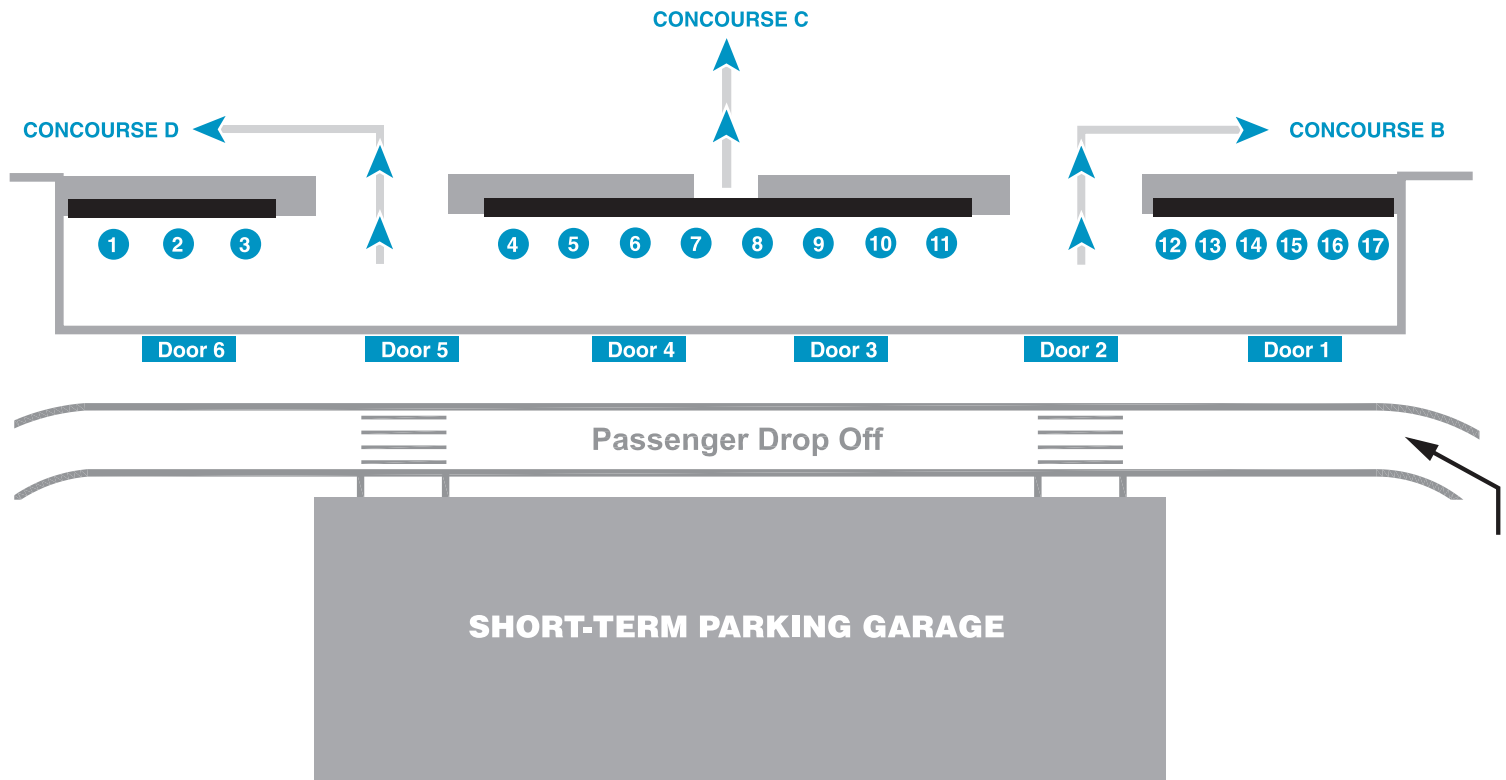 CONCOURSE C
CONCOURSE D
CONCOURSE B
1 2 3 4 5 6 7 8 9 10 11 12 13 14 15 16 17
Door 6 Door 5 Door 4 Door 3 Door 2 Door 1
Passenger Drop Off
SHORT-TERM PARKING GARAGE